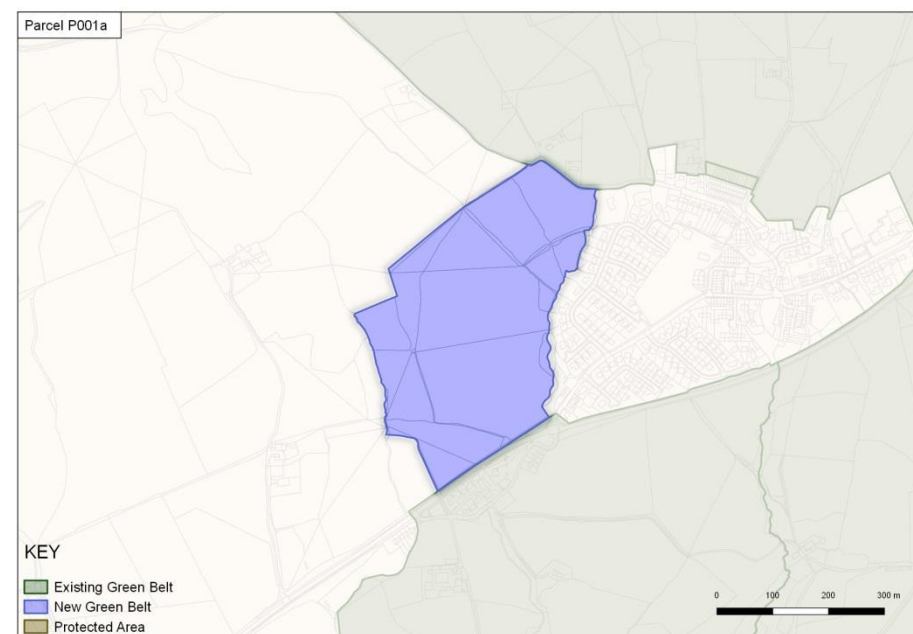 Parcel P001a
KEY
Existing Green Belt
New Green Belt
Protected Area
0 100 200 300 m